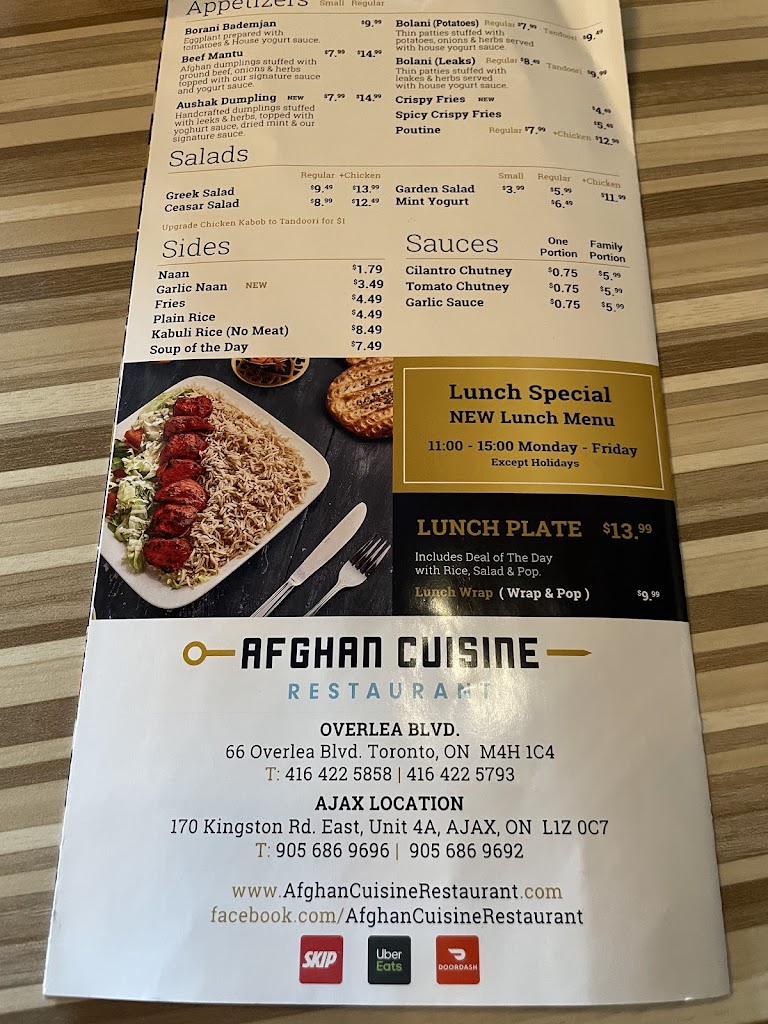 Appetizers Small Regular
Borani Bademjan $9.99
Eggplant prepared with
tomatoes & House yogurt sauce.
Beef Mantu $7.99 $14.99
Afghan dumplings stuffed with
ground beef, onions & herbs
topped with our signature sauce
and yogurt sauce.
Aushak Dumpling NEW $7.99 $14.99
Handcrafted dumplings stuffed
with leeks & herbs, topped with
yoghurt sauce, dried mint & our
signature sauce.
Bolani (Potatoes) Regular $7.99 Tandoori $9.49
Thin patties stuffed with
potatoes, onions & herbs served
with house yogurt sauce.
Bolani (Leaks) Regular $8.49 Tandoori $9.99
Thin patties stuffed with
leakes & herbs served
with house yogurt sauce.
Crispy Fries NEW $4.49
Spicy Crispy Fries $5.49
Poutine Regular $7.99 +Chicken $12.99
Salads
Regular +Chicken
Greek Salad $9.49 $13.99
Ceasar Salad $8.99 $12.49
Small Regular +Chicken
Garden Salad $3.99 $5.99 $11.99
Mint Yogurt $6.49
Upgrade Chicken Kabob to Tandoori for $1
Sides
Naan $1.79
Garlic Naan NEW $3.49
Fries $4.49
Plain Rice $4.49
Kabuli Rice (No Meat) $8.49
Soup of the Day $7.49
Sauces One Portion Family Portion
Cilantro Chutney $0.75 $5.99
Tomato Chutney $0.75 $5.99
Garlic Sauce $0.75 $5.99
Lunch Special
NEW Lunch Menu
11:00 - 15:00 Monday - Friday
Except Holidays
LUNCH PLATE $13.99
Includes Deal of The Day
with Rice, Salad & Pop.
Lunch Wrap ( Wrap & Pop ) $9.99
AFGHAN CUISINE
RESTAURANT
OVERLEA BLVD.
66 Overlea Blvd. Toronto, ON M4H 1C4
T: 416 422 5858 | 416 422 5793
AJAX LOCATION
170 Kingston Rd. East, Unit 4A, AJAX, ON L1Z 0C7
T: 905 686 9696 | 905 686 9692
www.AfghanCuisineRestaurant.com
facebook.com/AfghanCuisineRestaurant
SKIP
Uber
Eats
DOORDASH